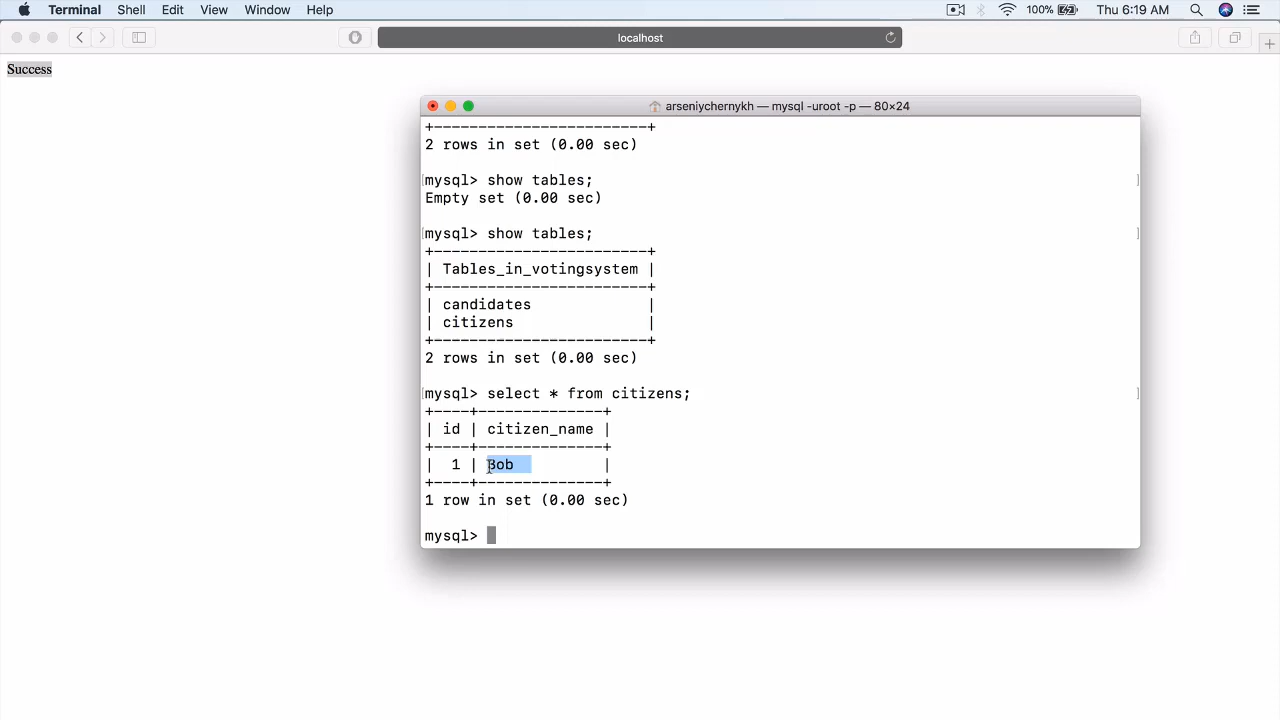 Terminal Shell Edit View Window Help 100% Thu 6:19 AM
localhost
Success
arseniychernykh — mysql -uroot -p — 80×24
+------------------------+
2 rows in set (0.00 sec)
mysql> show tables;
Empty set (0.00 sec)
mysql> show tables;
+------------------------+
| Tables_in_votingsystem |
+------------------------+
| candidates             |
| citizens               |
+------------------------+
2 rows in set (0.00 sec)
mysql> select * from citizens;
+----+--------------+
| id | citizen_name |
+----+--------------+
|  1 | Bob          |
+----+--------------+
1 row in set (0.00 sec)
mysql>